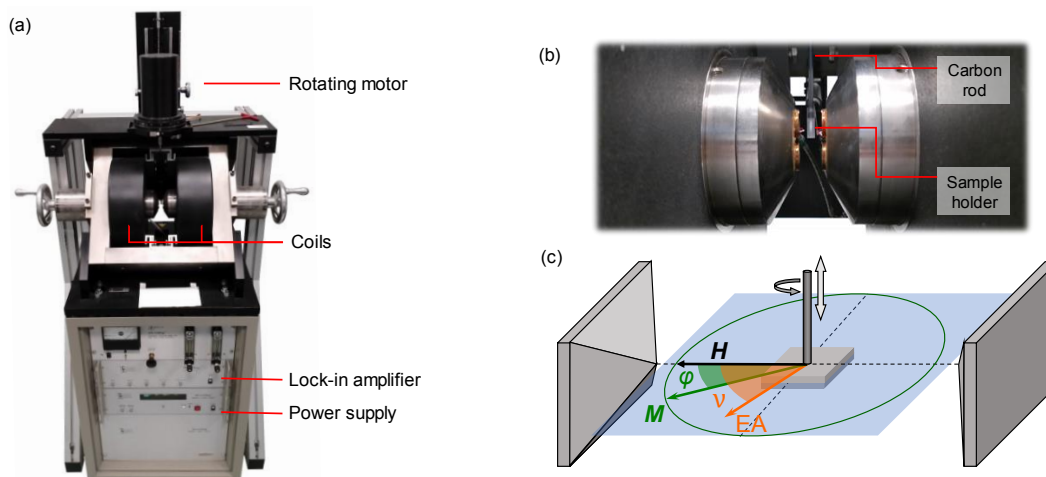 (a)
Rotating motor
Coils
Lock-in amplifier
Power supply
(b)
Carbon
rod
Sample
holder
(c)
H
φ
M
ν
EA